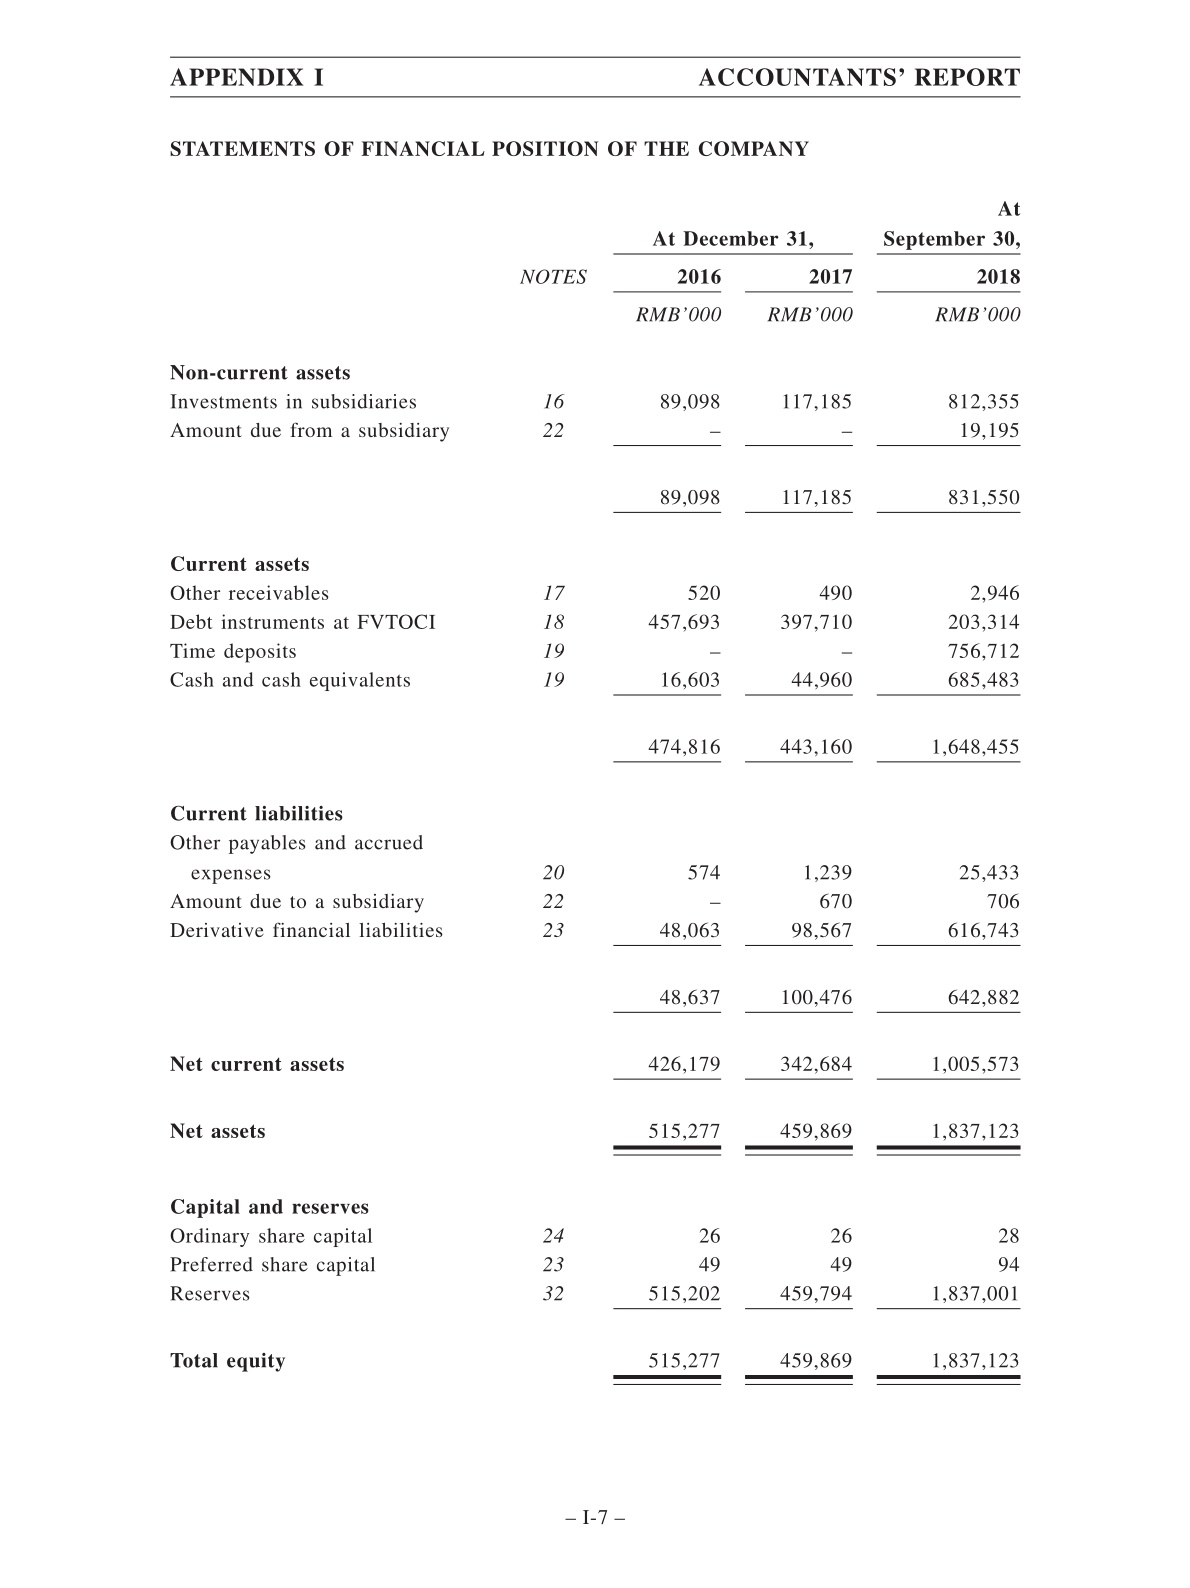 APPENDIX I ACCOUNTANTS’ REPORT
STATEMENTS OF FINANCIAL POSITION OF THE COMPANY
At
At December 31, September 30,
NOTES 2016 2017 2018
RMB’000 RMB’000 RMB’000
Non-current assets
Investments in subsidiaries 16 89,098 117,185 812,355
Amount due from a subsidiary 22 – – 19,195
89,098 117,185 831,550
Current assets
Other receivables 17 520 490 2,946
Debt instruments at FVTOCI 18 457,693 397,710 203,314
Time deposits 19 – – 756,712
Cash and cash equivalents 19 16,603 44,960 685,483
474,816 443,160 1,648,455
Current liabilities
Other payables and accrued
expenses 20 574 1,239 25,433
Amount due to a subsidiary 22 – 670 706
Derivative financial liabilities 23 48,063 98,567 616,743
48,637 100,476 642,882
Net current assets 426,179 342,684 1,005,573
Net assets 515,277 459,869 1,837,123
Capital and reserves
Ordinary share capital 24 26 26 28
Preferred share capital 23 49 49 94
Reserves 32 515,202 459,794 1,837,001
Total equity 515,277 459,869 1,837,123
– I-7 –